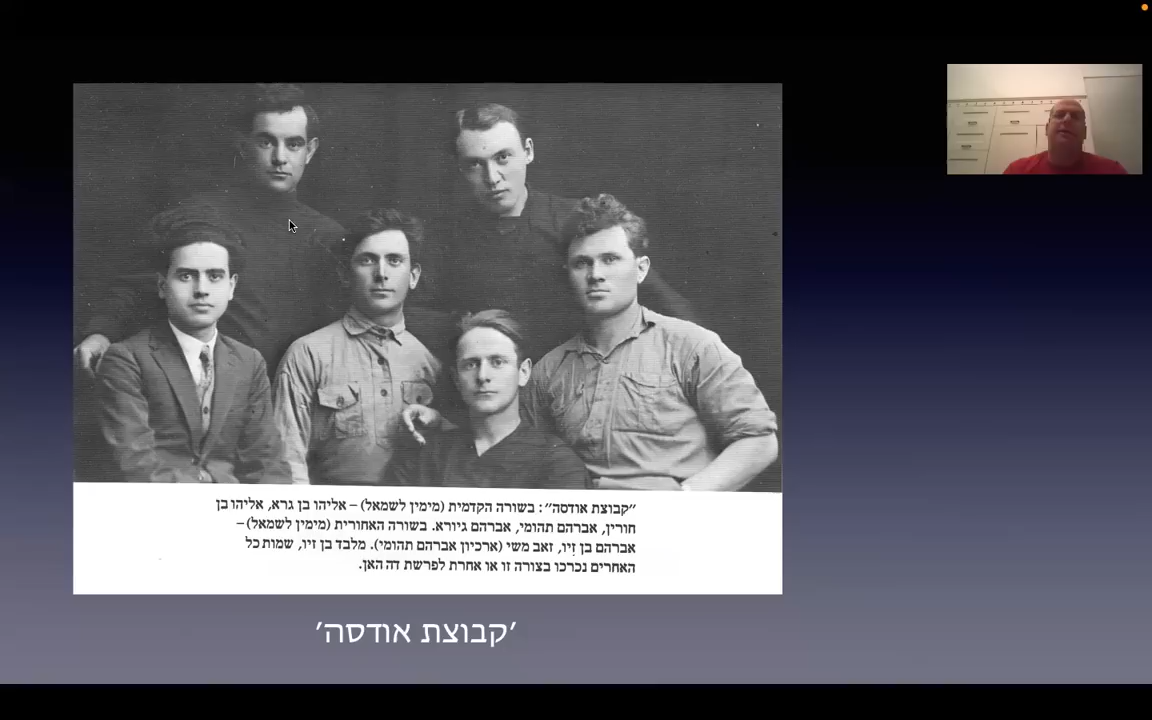 ״קבוצת אודסה״: בשורה הקדמית (מימין לשמאל) – אליהו בן גרא, אליהו בן
חורין, אברהם תהומי, אברהם גיורא. בשורה האחורית (מימין לשמאל) –
אברהם בן זִיו, זאב משי (ארכיון אברהם תהומי). מלבד בן זיו, שמות כל
האחרים נכרכו בצורה זו או אחרת לפרשת דה האן.
'קבוצת אודסה'